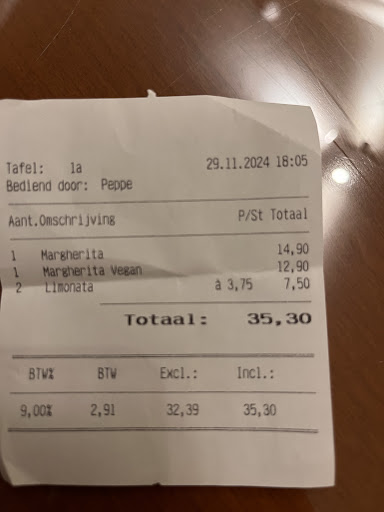 Tafel: 1a 29.11.2024 18:05
Bediend door: Peppe
Aant.Omschrijving P/St Totaal
1 Margherita 14,90
1 Margherita Vegan 12,90
2 Limonata à 3,75 7,50
Totaal: 35,30
BTW% BTW Excl.: Incl.:
9,00% 2,91 32,39 35,30